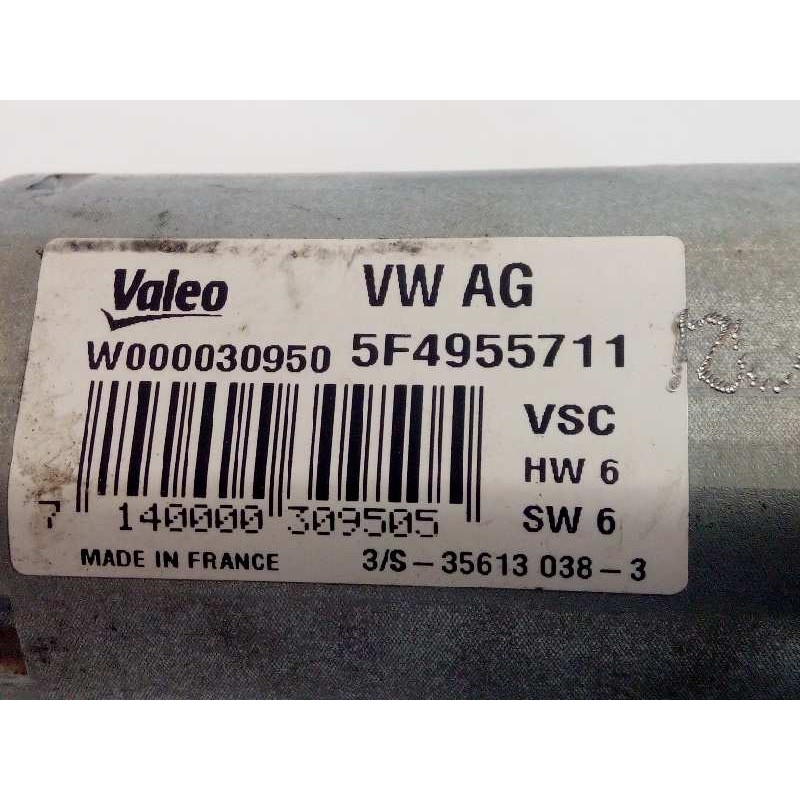 Valeo VW AG
W000030950 5F4955711
VSC
HW 6
7 140000 309505 SW 6
MADE IN FRANCE 3/S-35613 038-3